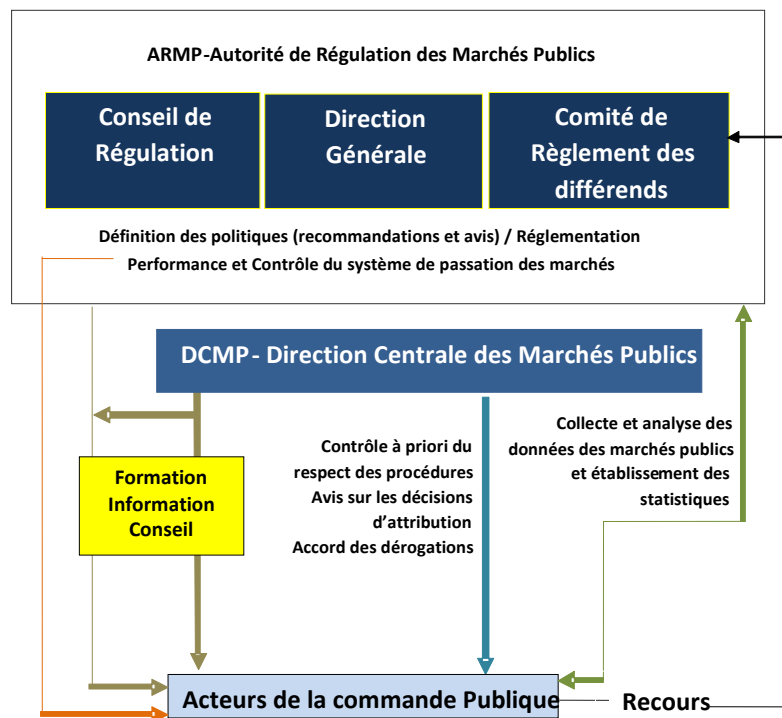 ARMP-Autorité de Régulation des Marchés Publics
Conseil de
Régulation
Direction
Générale
Comité de
Règlement des
différends
Définition des politiques (recommandations et avis) / Réglementation
Performance et Contrôle du système de passation des marchés
DCMP- Direction Centrale des Marchés Publics
Formation
Information
Conseil
Contrôle à priori du
respect des procédures
Avis sur les décisions
d'attribution
Accord des dérogations
Collecte et analyse des
données des marchés publics
et établissement des
statistiques
Acteurs de la commande Publique
Recours